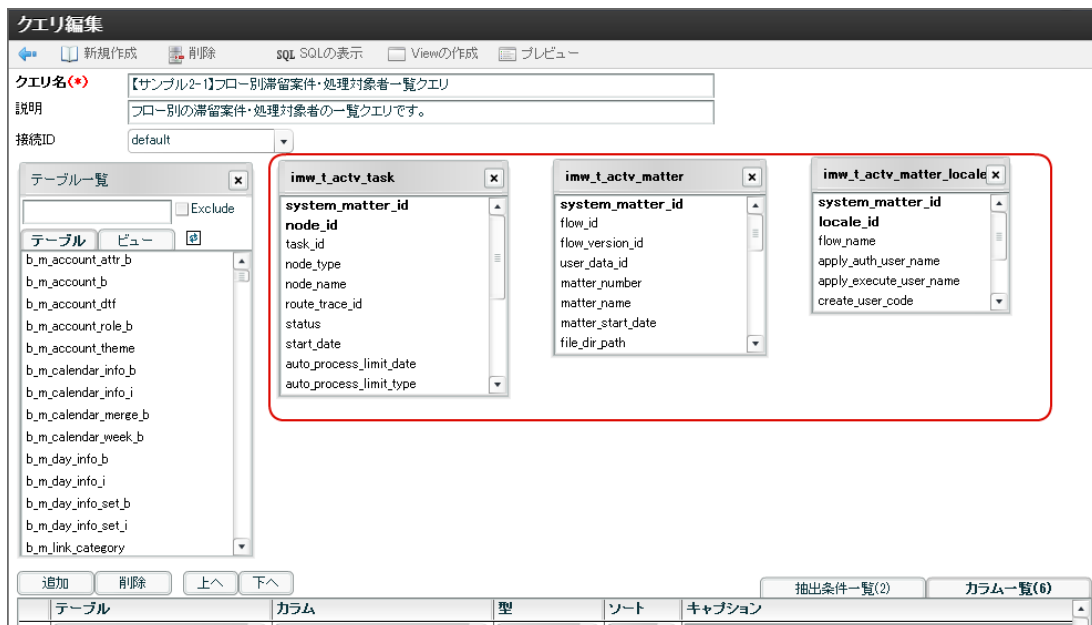 クエリ編集
新規作成 削除 SQL SQLの表示 Viewの作成 プレビュー
クエリ名(*) 【サンプル2-1】フロー別滞留案件・処理対象者一覧クエリ
説明 フロー別の滞留案件・処理対象者の一覧クエリです。
接続ID default
テーブル一覧
Exclude
テーブル ビュー
b_m_account_attr_b
b_m_account_b
b_m_account_dtf
b_m_account_role_b
b_m_account_theme
b_m_calendar_info_b
b_m_calendar_info_i
b_m_calendar_merge_b
b_m_calendar_week_b
b_m_day_info_b
b_m_day_info_i
b_m_day_info_set_b
b_m_day_info_set_i
b_m_link_category
imw_t_actv_task
system_matter_id
node_id
task_id
node_type
node_name
route_trace_id
status
start_date
auto_process_limit_date
auto_process_limit_type
imw_t_actv_matter
system_matter_id
flow_id
flow_version_id
user_data_id
matter_number
matter_name
matter_start_date
file_dir_path
imw_t_actv_matter_locale
system_matter_id
locale_id
flow_name
apply_auth_user_name
apply_execute_user_name
create_user_code
追加 削除 上へ 下へ 抽出条件一覧(2) カラム一覧(6)
テーブル カラム 型 ソート キャプション